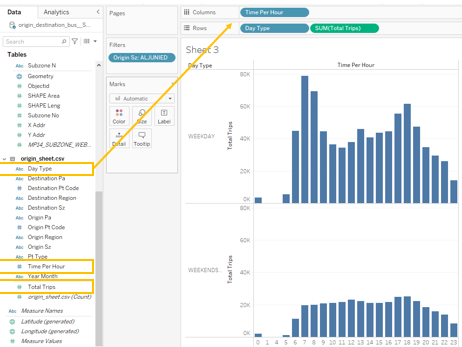 Data
Analytics
Pages
Columns
Time Per Hour
origin_destination_bus__S...
Rows
Day Type
SUM(Total Trips)
Search
Filters
Sheet 3
Tables
Origin Sz: ALJUNIED
Abc Subzone N
Day Type
Time Per Hour
Geometry
Marks
Objectid
Automatic
SHAPE Area
SHAPE Leng
Color
Size
Label
Subzone No
X Addr
Detail
Tooltip
Y Addr
MP14_SUBZONE_WEB...
origin_sheet.csv
Abc Day Type
Abc Destination Pa
# Destination Pt Code
Abc Destination Region
Abc Destination Sz
Abc Origin Pa
# Origin Pt Code
Abc Origin Region
Abc Origin Sz
Abc Pt Type
# Time Per Hour
Abc Year Month
# Total Trips
origin_sheet.csv (Count)
Abc Measure Names
Latitude (generated)
Longitude (generated)
# Measure Values
WEEKDAY
Total Trips
80K
60K
40K
20K
0K
WEEKENDS..
Total Trips
80K
60K
40K
20K
0K
0 1 4 5 6 7 8 9 10 11 12 13 14 15 16 17 18 19 20 21 22 23